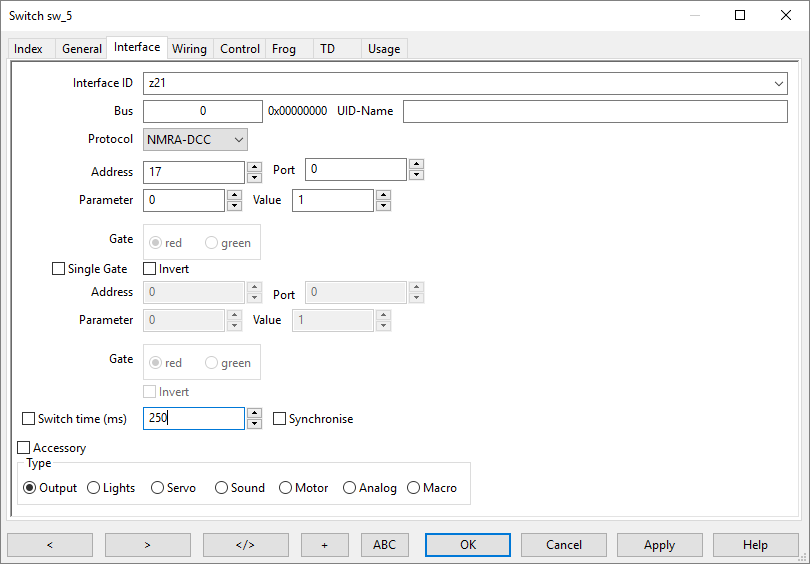 Switch sw_5
Index General Interface Wiring Control Frog TD Usage
Interface ID z21
Bus 0 0x00000000 UID-Name
Protocol NMRA-DCC
Address 17 Port 0
Parameter 0 Value 1
Gate red green
Single Gate Invert
Address 0 Port 0
Parameter 0 Value 1
Gate red green
Invert
Switch time (ms) 250 Synchronise
Accessory
Type
Output Lights Servo Sound Motor Analog Macro
< > </> + ABC OK Cancel Apply Help